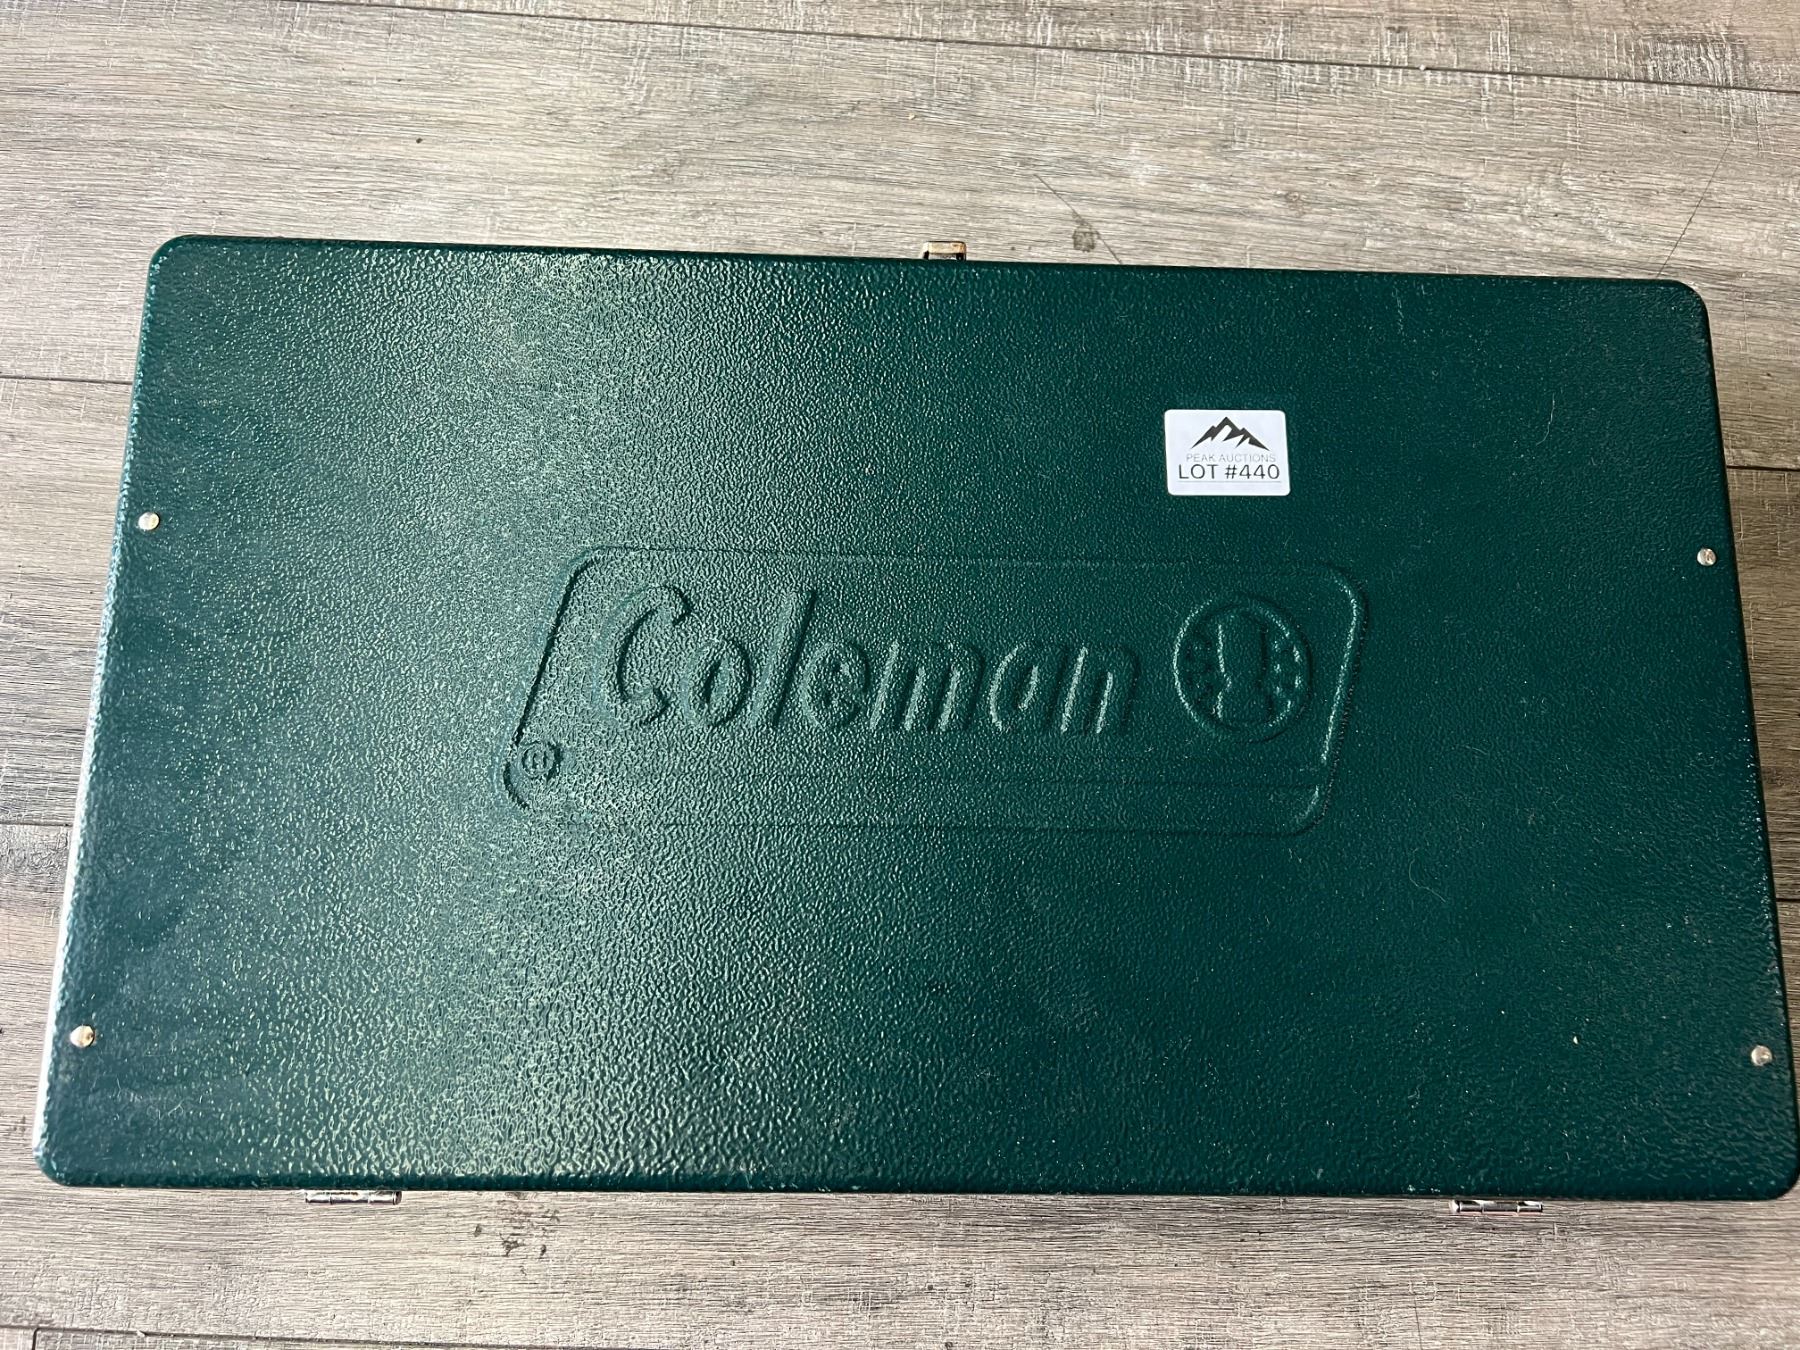 PEAK AUCTIONS
LOT #440
Coleman
®